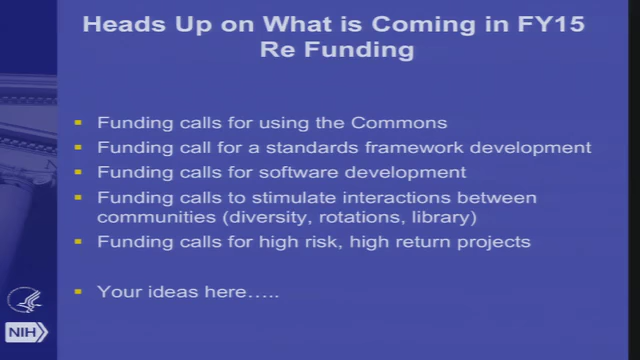 Heads Up on What is Coming in FY15
Re Funding
Funding calls for using the Commons
Funding call for a standards framework development
Funding calls for software development
Funding calls to stimulate interactions between
communities (diversity, rotations, library)
Funding calls for high risk, high return projects
Your ideas here…..
NIH